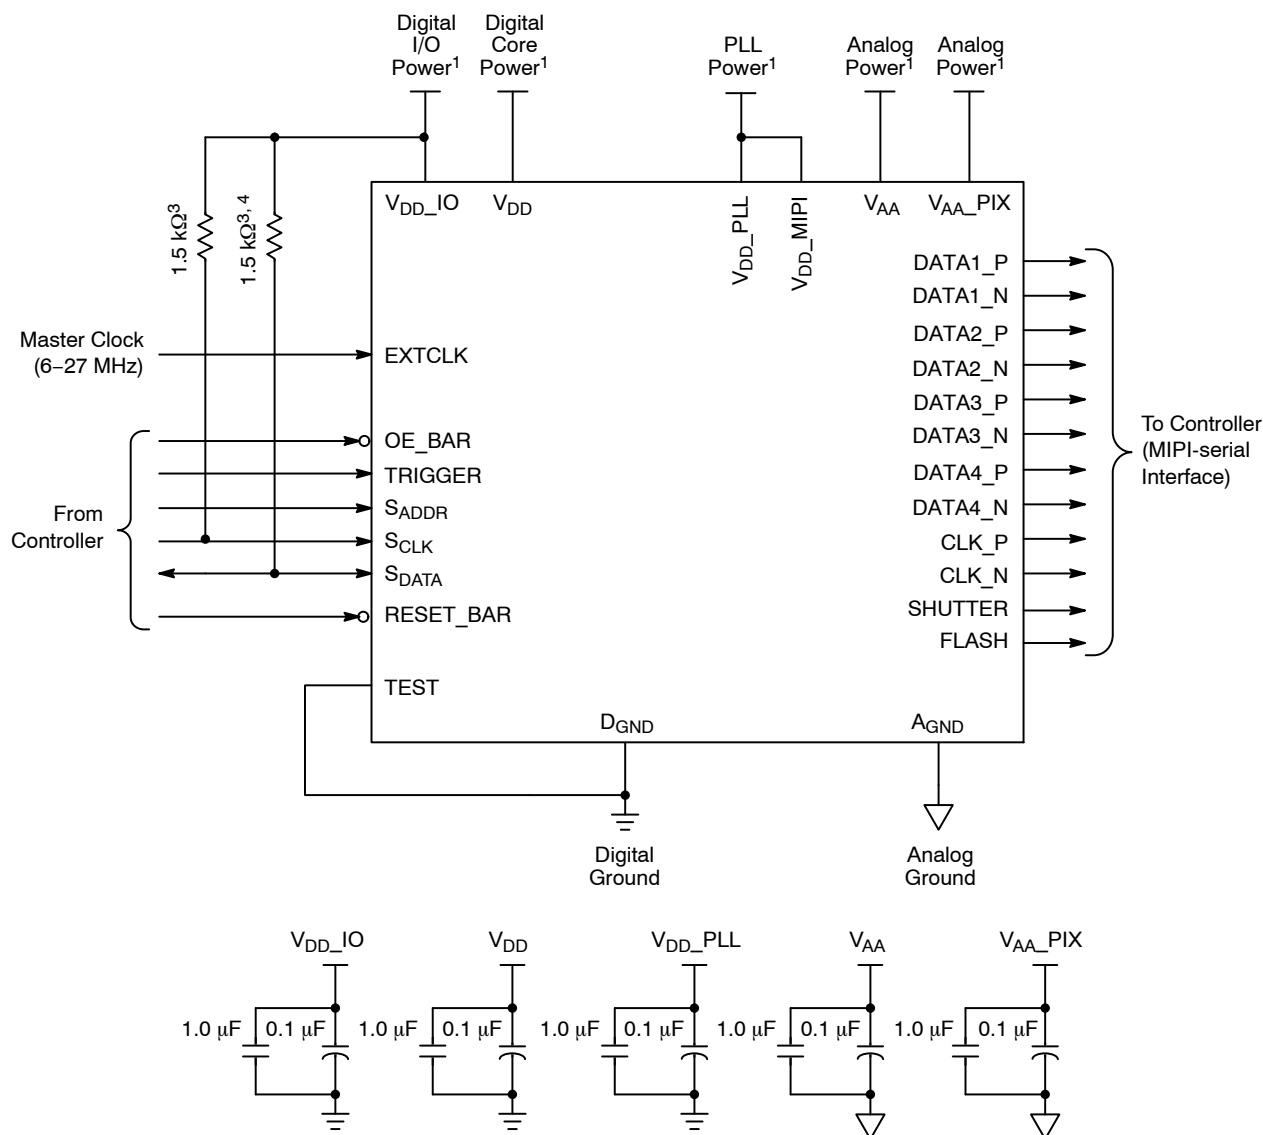 Digital
I/O
Power1
Digital
Core
Power1
PLL
Power1
Analog
Power1
Analog
Power1
VDD_IO
VDD
VDD_PLL
VDD_MIPI
VAA
VAA_PIX
1.5 kΩ3
1.5 kΩ3, 4
Master Clock
(6–27 MHz)
EXTCLK
From
Controller
OE_BAR
TRIGGER
SADDR
SCLK
SDATA
RESET_BAR
TEST
DATA1_P
DATA1_N
DATA2_P
DATA2_N
DATA3_P
DATA3_N
DATA4_P
DATA4_N
CLK_P
CLK_N
SHUTTER
FLASH
To Controller
(MIPI-serial
Interface)
DGND
AGND
Digital
Ground
Analog
Ground
VDD_IO
VDD
VDD_PLL
VAA
VAA_PIX
1.0 μF
0.1 μF
1.0 μF
0.1 μF
1.0 μF
0.1 μF
1.0 μF
0.1 μF
1.0 μF
0.1 μF